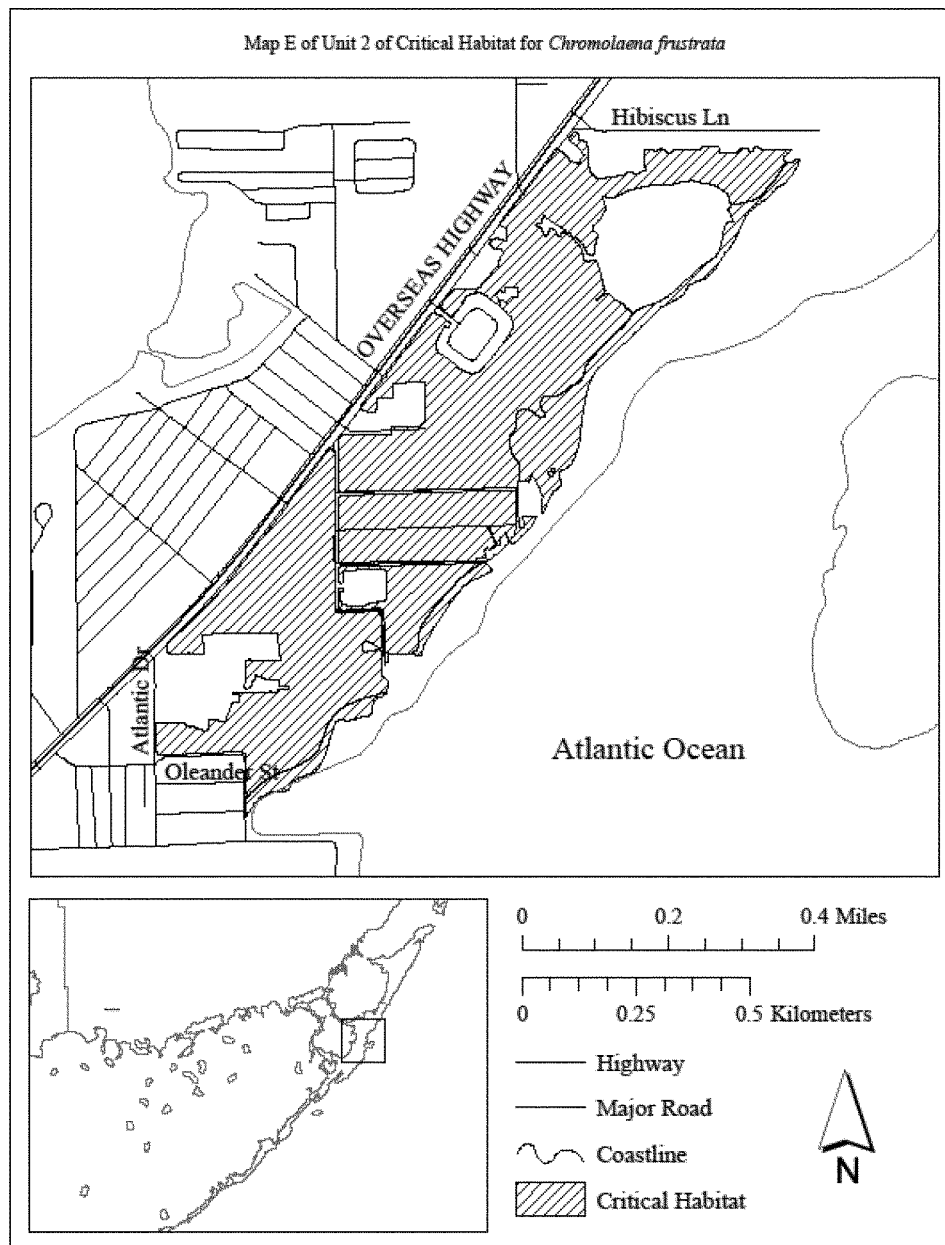 Map E of Unit 2 of Critical Habitat for Chromolaena frustrata
Hibiscus Ln
OVERSEAS HIGHWAY
Atlantic Dr
Oleander St
Atlantic Ocean
0 0.2 0.4 Miles
0 0.25 0.5 Kilometers
Highway
Major Road
Coastline
Critical Habitat
N